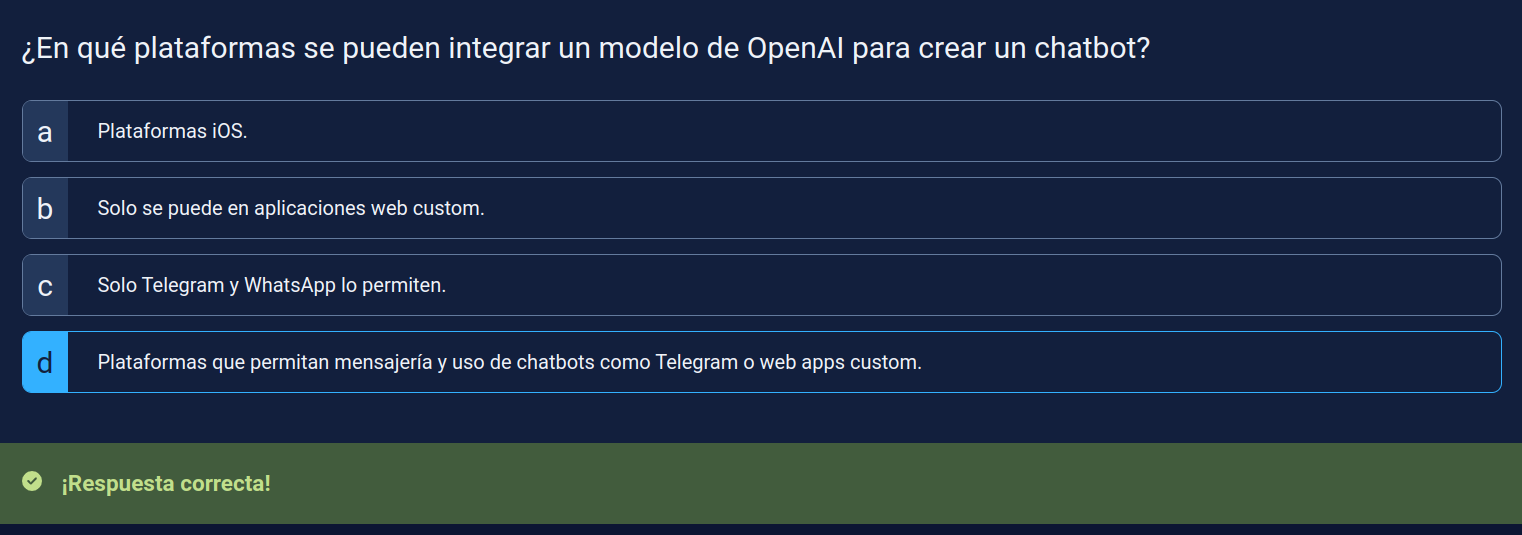 ¿En qué plataformas se pueden integrar un modelo de OpenAI para crear un chatbot?
a Plataformas iOS.
b Solo se puede en aplicaciones web custom.
c Solo Telegram y WhatsApp lo permiten.
d Plataformas que permitan mensajería y uso de chatbots como Telegram o web apps custom.
¡Respuesta correcta!